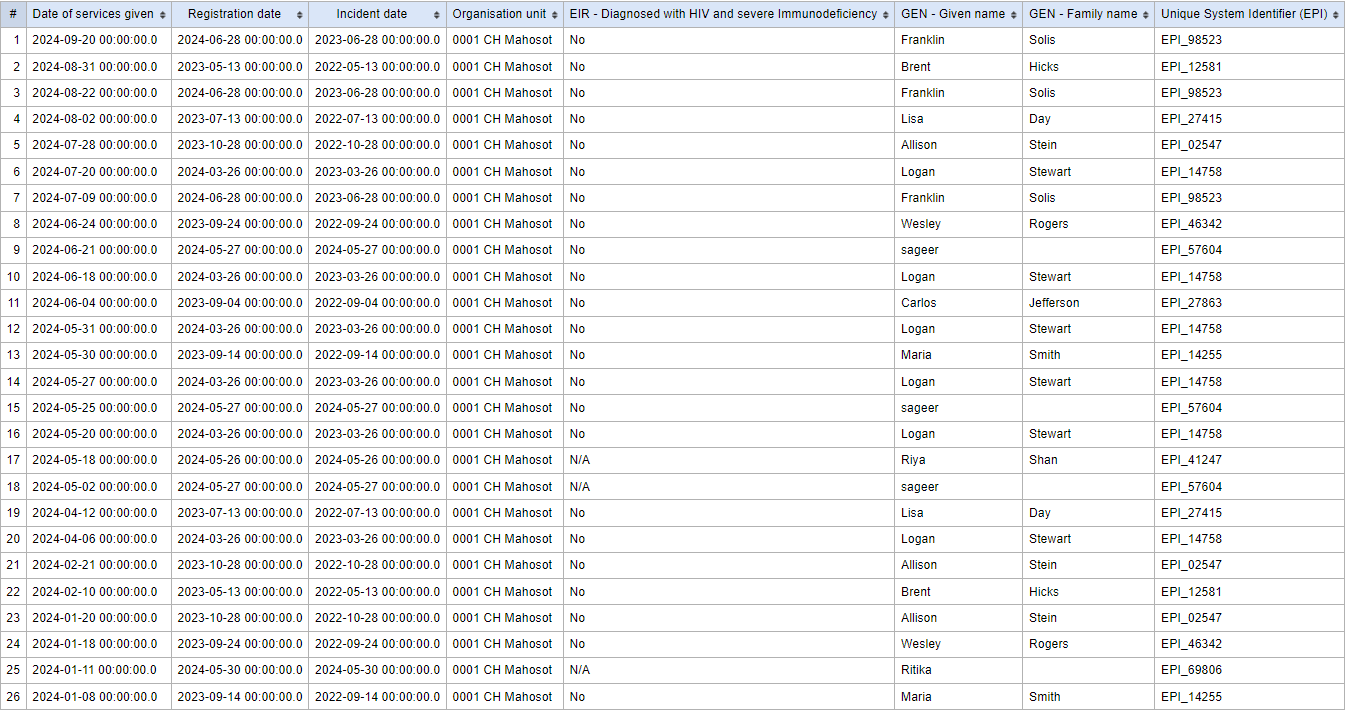 # Date of services given Registration date Incident date Organisation unit EIR - Diagnosed with HIV and severe Immunodeficiency GEN - Given name GEN - Family name Unique System Identifier (EPI)
1 2024-09-20 00:00:00.0 2024-06-28 00:00:00.0 2023-06-28 00:00:00.0 0001 CH Mahosot No Franklin Solis EPI_98523
2 2024-08-31 00:00:00.0 2023-05-13 00:00:00.0 2022-05-13 00:00:00.0 0001 CH Mahosot No Brent Hicks EPI_12581
3 2024-08-22 00:00:00.0 2024-06-28 00:00:00.0 2023-06-28 00:00:00.0 0001 CH Mahosot No Franklin Solis EPI_98523
4 2024-08-02 00:00:00.0 2023-07-13 00:00:00.0 2022-07-13 00:00:00.0 0001 CH Mahosot No Lisa Day EPI_27415
5 2024-07-28 00:00:00.0 2023-10-28 00:00:00.0 2022-10-28 00:00:00.0 0001 CH Mahosot No Allison Stein EPI_02547
6 2024-07-20 00:00:00.0 2024-03-26 00:00:00.0 2023-03-26 00:00:00.0 0001 CH Mahosot No Logan Stewart EPI_14758
7 2024-07-09 00:00:00.0 2024-06-28 00:00:00.0 2023-06-28 00:00:00.0 0001 CH Mahosot No Franklin Solis EPI_98523
8 2024-06-24 00:00:00.0 2023-09-24 00:00:00.0 2022-09-24 00:00:00.0 0001 CH Mahosot No Wesley Rogers EPI_46342
9 2024-06-21 00:00:00.0 2024-05-27 00:00:00.0 2024-05-27 00:00:00.0 0001 CH Mahosot No sageer EPI_57604
10 2024-06-18 00:00:00.0 2024-03-26 00:00:00.0 2023-03-26 00:00:00.0 0001 CH Mahosot No Logan Stewart EPI_14758
11 2024-06-04 00:00:00.0 2023-09-04 00:00:00.0 2022-09-04 00:00:00.0 0001 CH Mahosot No Carlos Jefferson EPI_27863
12 2024-05-31 00:00:00.0 2024-03-26 00:00:00.0 2023-03-26 00:00:00.0 0001 CH Mahosot No Logan Stewart EPI_14758
13 2024-05-30 00:00:00.0 2023-09-14 00:00:00.0 2022-09-14 00:00:00.0 0001 CH Mahosot No Maria Smith EPI_14255
14 2024-05-27 00:00:00.0 2024-03-26 00:00:00.0 2023-03-26 00:00:00.0 0001 CH Mahosot No Logan Stewart EPI_14758
15 2024-05-25 00:00:00.0 2024-05-27 00:00:00.0 2024-05-27 00:00:00.0 0001 CH Mahosot No sageer EPI_57604
16 2024-05-20 00:00:00.0 2024-03-26 00:00:00.0 2023-03-26 00:00:00.0 0001 CH Mahosot No Logan Stewart EPI_14758
17 2024-05-18 00:00:00.0 2024-05-26 00:00:00.0 2024-05-26 00:00:00.0 0001 CH Mahosot N/A Riya Shan EPI_41247
18 2024-05-02 00:00:00.0 2024-05-27 00:00:00.0 2024-05-27 00:00:00.0 0001 CH Mahosot N/A sageer EPI_57604
19 2024-04-12 00:00:00.0 2023-07-13 00:00:00.0 2022-07-13 00:00:00.0 0001 CH Mahosot No Lisa Day EPI_27415
20 2024-04-06 00:00:00.0 2024-03-26 00:00:00.0 2023-03-26 00:00:00.0 0001 CH Mahosot No Logan Stewart EPI_14758
21 2024-02-21 00:00:00.0 2023-10-28 00:00:00.0 2022-10-28 00:00:00.0 0001 CH Mahosot No Allison Stein EPI_02547
22 2024-02-10 00:00:00.0 2023-05-13 00:00:00.0 2022-05-13 00:00:00.0 0001 CH Mahosot No Brent Hicks EPI_12581
23 2024-01-20 00:00:00.0 2023-10-28 00:00:00.0 2022-10-28 00:00:00.0 0001 CH Mahosot No Allison Stein EPI_02547
24 2024-01-18 00:00:00.0 2023-09-24 00:00:00.0 2022-09-24 00:00:00.0 0001 CH Mahosot No Wesley Rogers EPI_46342
25 2024-01-11 00:00:00.0 2024-05-30 00:00:00.0 2024-05-30 00:00:00.0 0001 CH Mahosot N/A Ritika EPI_69806
26 2024-01-08 00:00:00.0 2023-09-14 00:00:00.0 2022-09-14 00:00:00.0 0001 CH Mahosot No Maria Smith EPI_14255